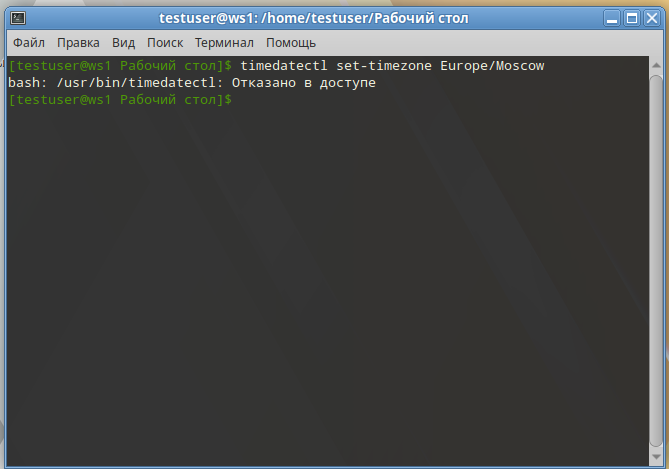 testuser@ws1: /home/testuser/Рабочий стол
Файл Правка Вид Поиск Терминал Помощь
[testuser@ws1 Рабочий стол]$ timedatectl set-timezone Europe/Moscow
bash: /usr/bin/timedatectl: Отказано в доступе
[testuser@ws1 Рабочий стол]$